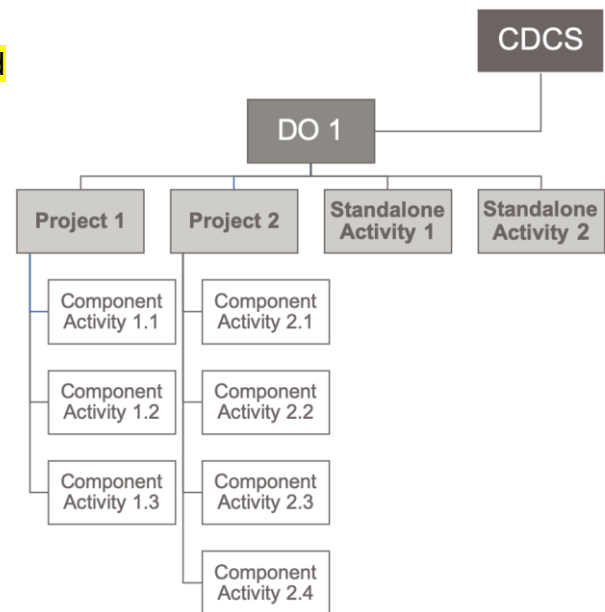 CDCS
DO 1
Project 1
Project 2
Standalone
Activity 1
Standalone
Activity 2
Component
Activity 1.1
Component
Activity 2.1
Component
Activity 1.2
Component
Activity 2.2
Component
Activity 1.3
Component
Activity 2.3
Component
Activity 2.4